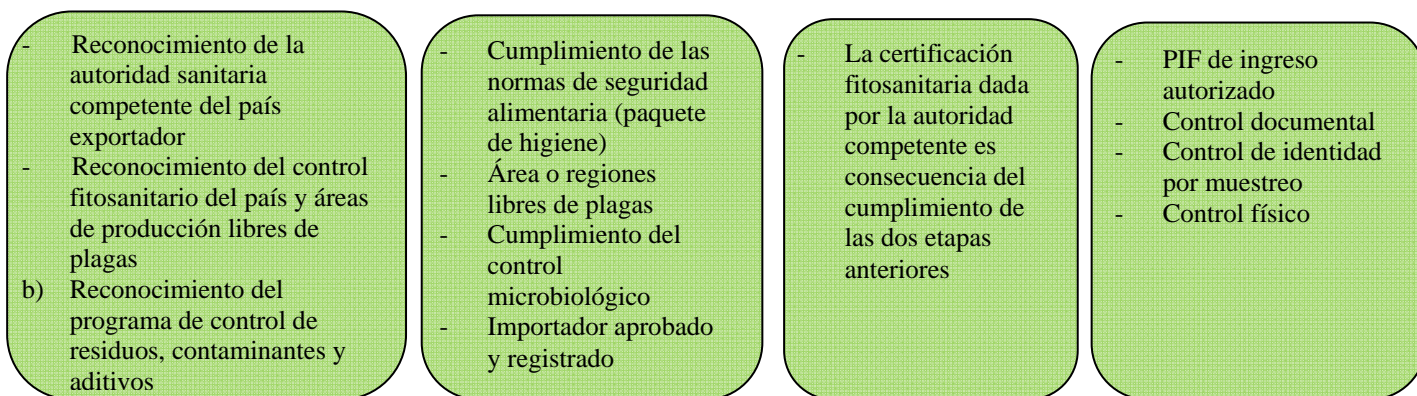 - Reconocimiento de la
autoridad sanitaria
competente del país
exportador
- Reconocimiento del control
fitosanitario del país y áreas
de producción libres de
plagas
b) Reconocimiento del
programa de control de
residuos, contaminantes y
aditivos
- Cumplimiento de las
normas de seguridad
alimentaria (paquete
de higiene)
- Área o regiones
libres de plagas
- Cumplimiento del
control
microbiológico
- Importador aprobado
y registrado
- La certificación
fitosanitaria dada
por la autoridad
competente es
consecuencia del
cumplimiento de
las dos etapas
anteriores
- PIF de ingreso
autorizado
- Control documental
- Control de identidad
por muestreo
- Control físico